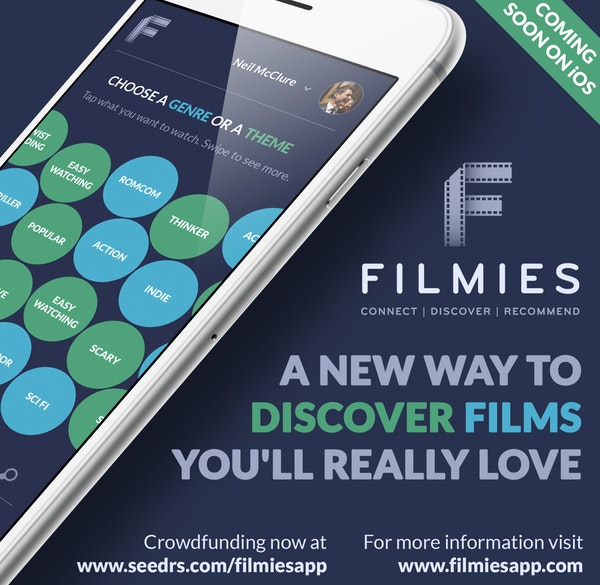 COMING
SOON ON iOS
F
Neil McClure
CHOOSE A GENRE OR A THEME
Tap what you want to watch. Swipe to see more.
EASY
WATCHING
ROMCOM
THINKER
POPULAR
ACTION
INDIE
EASY
WATCHING
SCARY
SCI FI
F
FILMIES
CONNECT | DISCOVER | RECOMMEND
A NEW WAY TO
DISCOVER FILMS
YOU'LL REALLY LOVE
Crowdfunding now at
www.seedrs.com/filmiesapp
For more information visit
www.filmiesapp.com